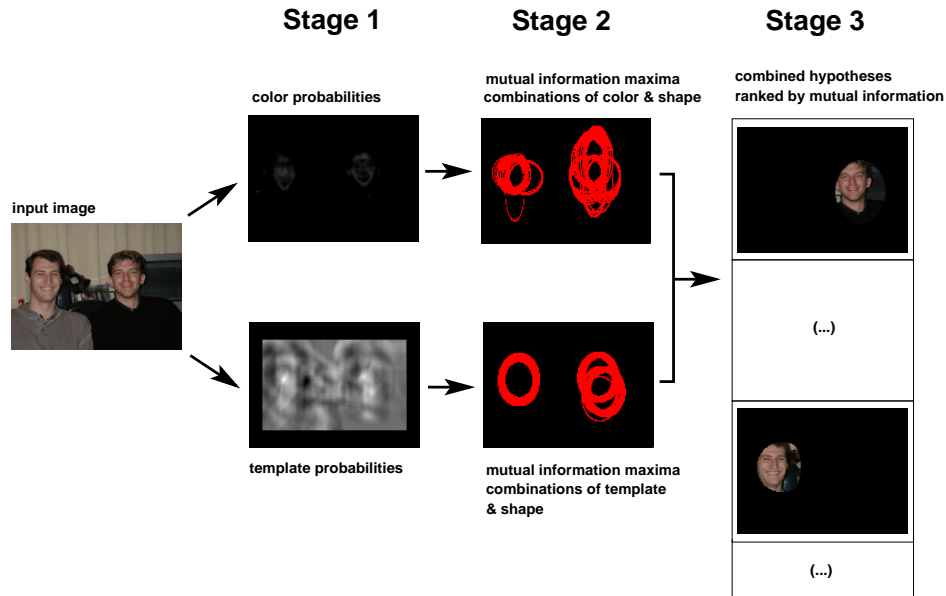 Stage 1
Stage 2
Stage 3
input image
color probabilities
mutual information maxima
combinations of color & shape
combined hypotheses
ranked by mutual information
template probabilities
mutual information maxima
combinations of template
& shape
(...)
(...)